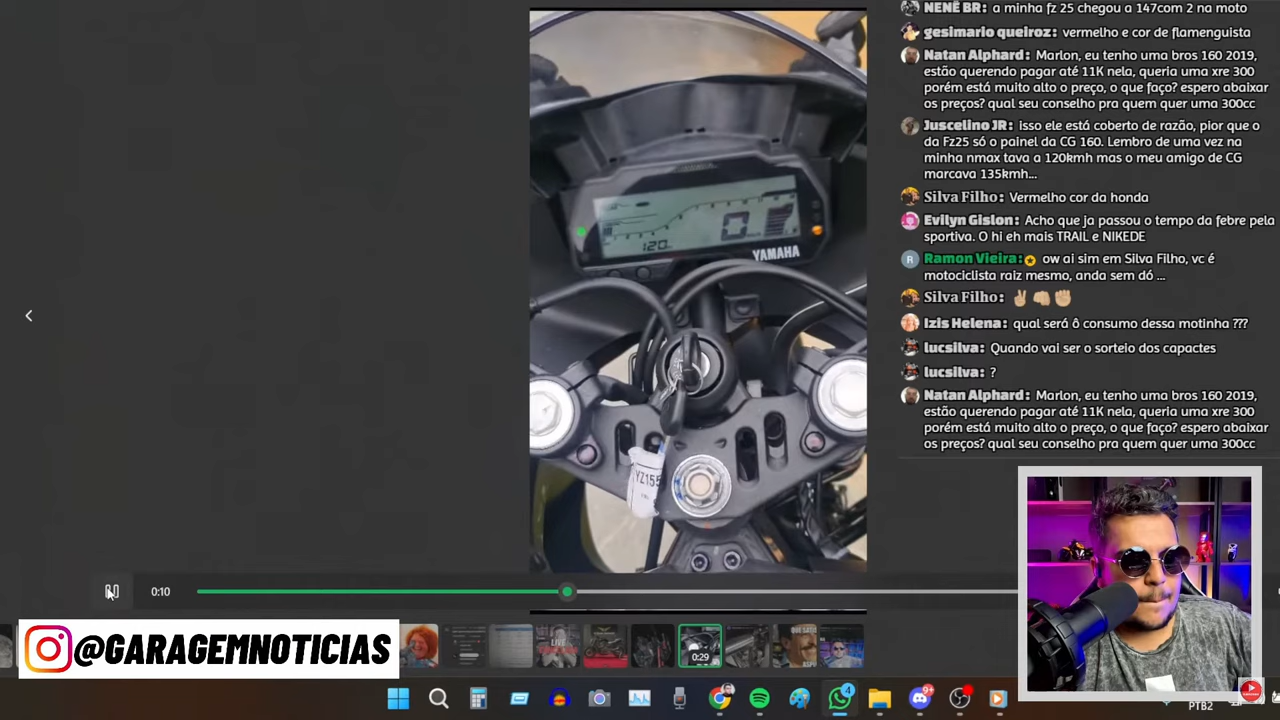 NENÊ BR: a minha fz 25 chegou a 147com 2 na moto
gesimario queiroz: vermelho e cor de flamenguista
Natan Alphard: Marlon, eu tenho uma bros 160 2019,
estão querendo pagar até 11K nela, queria uma xre 300
porém está muito alto o preço, o que faço? espero abaixar
os preços? qual seu conselho pra quem quer uma 300cc
Juscelino JR: isso ele está coberto de razão, pior que o
da Fz25 só o painel da CG 160. Lembro de uma vez na
minha nmax tava a 120kmh mas o meu amigo de CG
marcava 135kmh...
Silva Filho: Vermelho cor da honda
Evilyn Gislon: Acho que ja passou o tempo da febre pela
sportiva. O hi eh mais TRAIL e NIKEDE
Ramon Vieira: ow ai sim em Silva Filho, vc é
motociclista raiz mesmo, anda sem dó ...
Silva Filho: ✌🏼👊🏼✊🏼
Izis Helena: qual será ô consumo dessa motinha ???
lucsilva: Quando vai ser o sorteio dos capactes
lucsilva: ?
Natan Alphard: Marlon, eu tenho uma bros 160 2019,
estão querendo pagar até 11K nela, queria uma xre 300
porém está muito alto o preço, o que faço? espero abaixar
os preços? qual seu conselho pra quem quer uma 300cc
0
120
YAMAHA
YZ155
0:10
0:29
@GARAGEMNOTICIAS
4
9+
PTB2